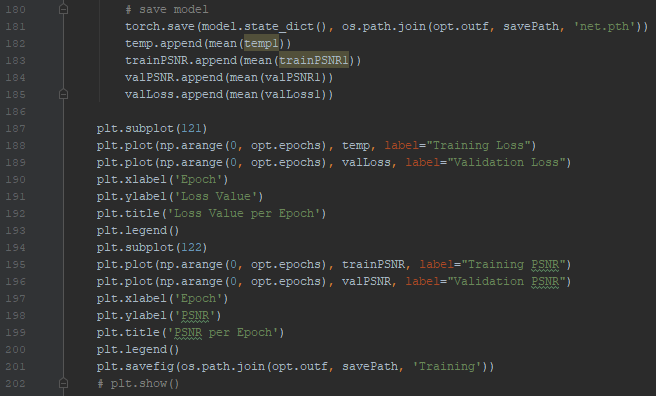 180 # save model
181 torch.save(model.state_dict(), os.path.join(opt.outf, savePath, 'net.pth'))
182 temp.append(mean(temp1))
183 trainPSNR.append(mean(trainPSNR1))
184 valPSNR.append(mean(valPSNR1))
185 valLoss.append(mean(valLoss1))
186
187 plt.subplot(121)
188 plt.plot(np.arange(0, opt.epochs), temp, label="Training Loss")
189 plt.plot(np.arange(0, opt.epochs), valLoss, label="Validation Loss")
190 plt.xlabel('Epoch')
191 plt.ylabel('Loss Value')
192 plt.title('Loss Value per Epoch')
193 plt.legend()
194 plt.subplot(122)
195 plt.plot(np.arange(0, opt.epochs), trainPSNR, label="Training PSNR")
196 plt.plot(np.arange(0, opt.epochs), valPSNR, label="Validation PSNR")
197 plt.xlabel('Epoch')
198 plt.ylabel('PSNR')
199 plt.title('PSNR per Epoch')
200 plt.legend()
201 plt.savefig(os.path.join(opt.outf, savePath, 'Training'))
202 # plt.show()